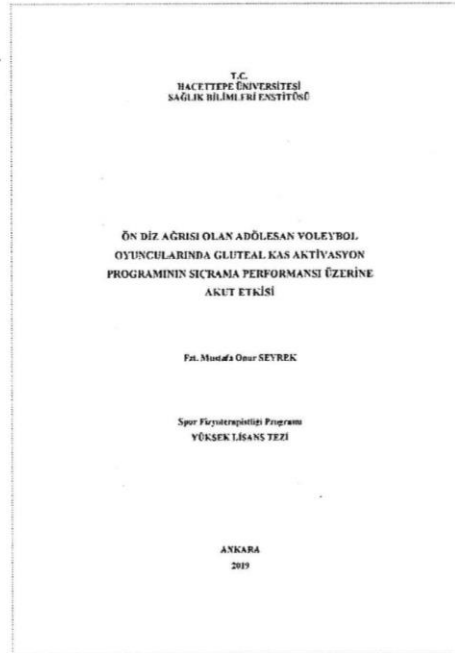 T.C.
HACETTEPE ÜNİVERSİTESİ
SAĞLIK BİLİMLERİ ENSTİTÜSÜ
ÖN DİZ AĞRISI OLAN ADÖLESAN VOLEYBOL
OYUNCULARINDA GLUTEAL KAS AKTİVASYON
PROGRAMININ SIÇRAMA PERFORMANSI ÜZERİNE
AKUT ETKİSİ
Fzt. Mustafa Onur SEYREK
Spor Fizyoterapistliği Programı
YÜKSEK LİSANS TEZİ
ANKARA
2019